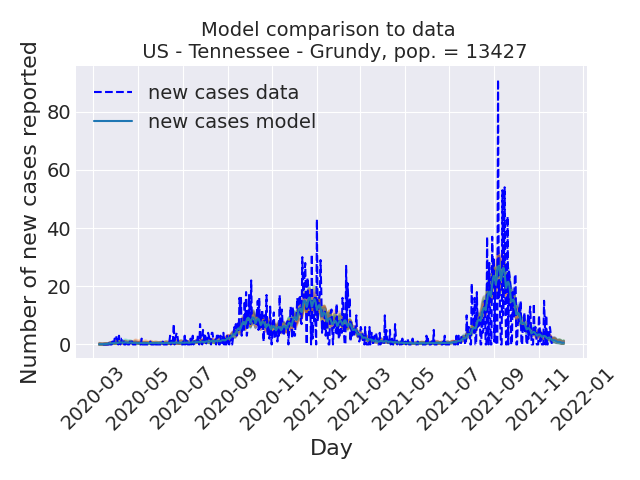 Model comparison to data
US - Tennessee - Grundy, pop. = 13427
Number of new cases reported
80
60
40
20
0
new cases data
new cases model
2020-03
2020-05
2020-07
2020-09
2020-11
2021-01
2021-03
2021-05
2021-07
2021-09
2021-11
2022-01
Day